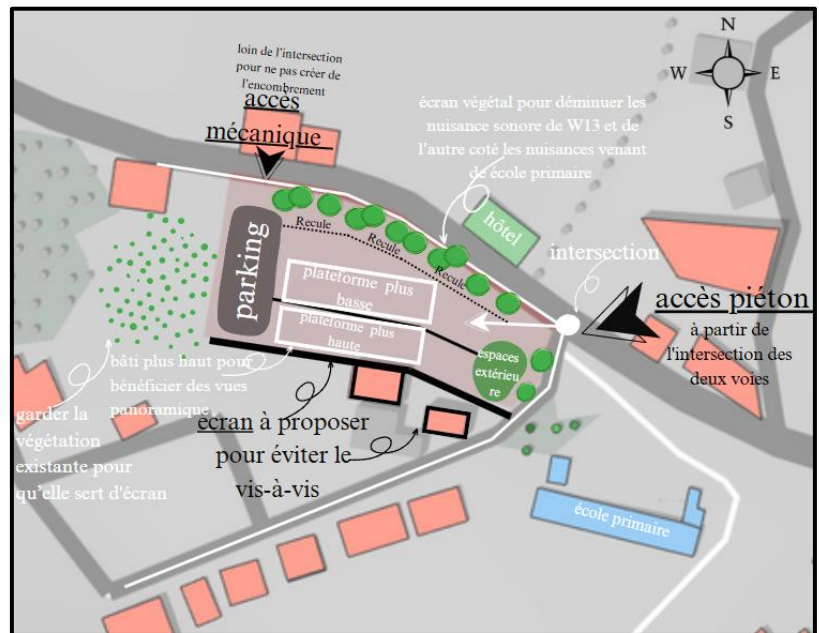 loin de l'intersection
pour ne pas créer de
l'encombrement
accès
mécanique
écran végétal pour déminuer les
nuisance sonore de W13 et de
l'autre coté les nuisances venant
de école primaire
N
W
E
S
hôtel
intersection
accès piéton
à partir de
l'intersection des
deux voies
Recule
Recule
Recule
parking
plateforme plus
basse
plateforme plus
haute
espaces
extérieu
re
bâti plus haut pour
bénéficier des vues
panoramique
garder la
végétation
existante pour
qu'elle sert d'écran
écran à proposer
pour éviter le
vis-à-vis
école primaire